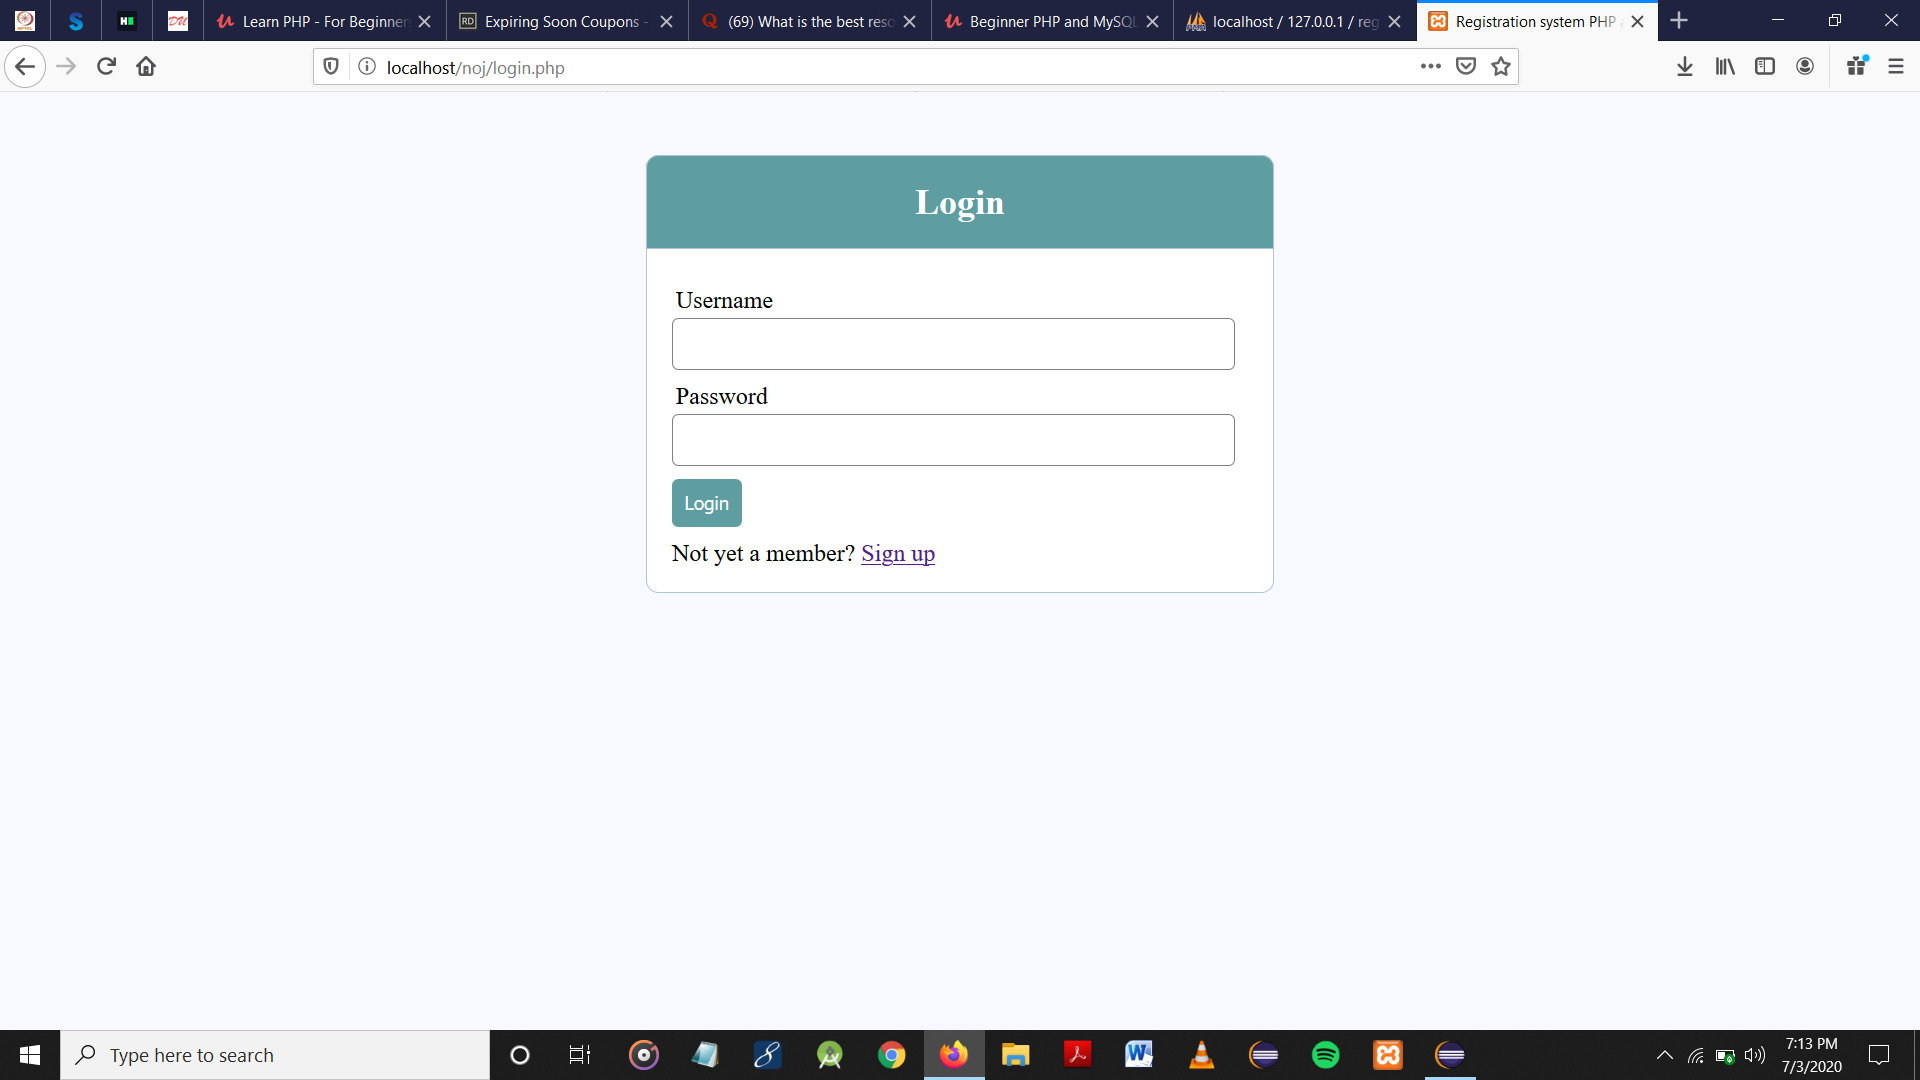 Learn PHP - For Beginner
RD
Expiring Soon Coupons -
(69) What is the best reso
Beginner PHP and MySQL
localhost / 127.0.0.1 / reg
Registration system PHP
localhost/noj/login.php
Login
Username
Password
Login
Not yet a member? Sign up
Type here to search
7:13 PM
7/3/2020